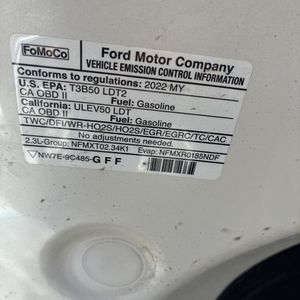 FoMoCo
Ford Motor Company
VEHICLE EMISSION CONTROL INFORMATION
Conforms to regulations: 2022 MY
U.S. EPA: T3B50 LDT2
CA OBD II Fuel: Gasoline
California: ULEV50 LDT
CA OBD II Fuel: Gasoline
TWC/DFI/WR-HO2S/HO2S/EGR/EGRC/TC/CAC
No adjustments needed.
2.3L-Group: NFMXT02.34K1 Evap: NFMXR0185NDF
NW7E-9C485-GFF